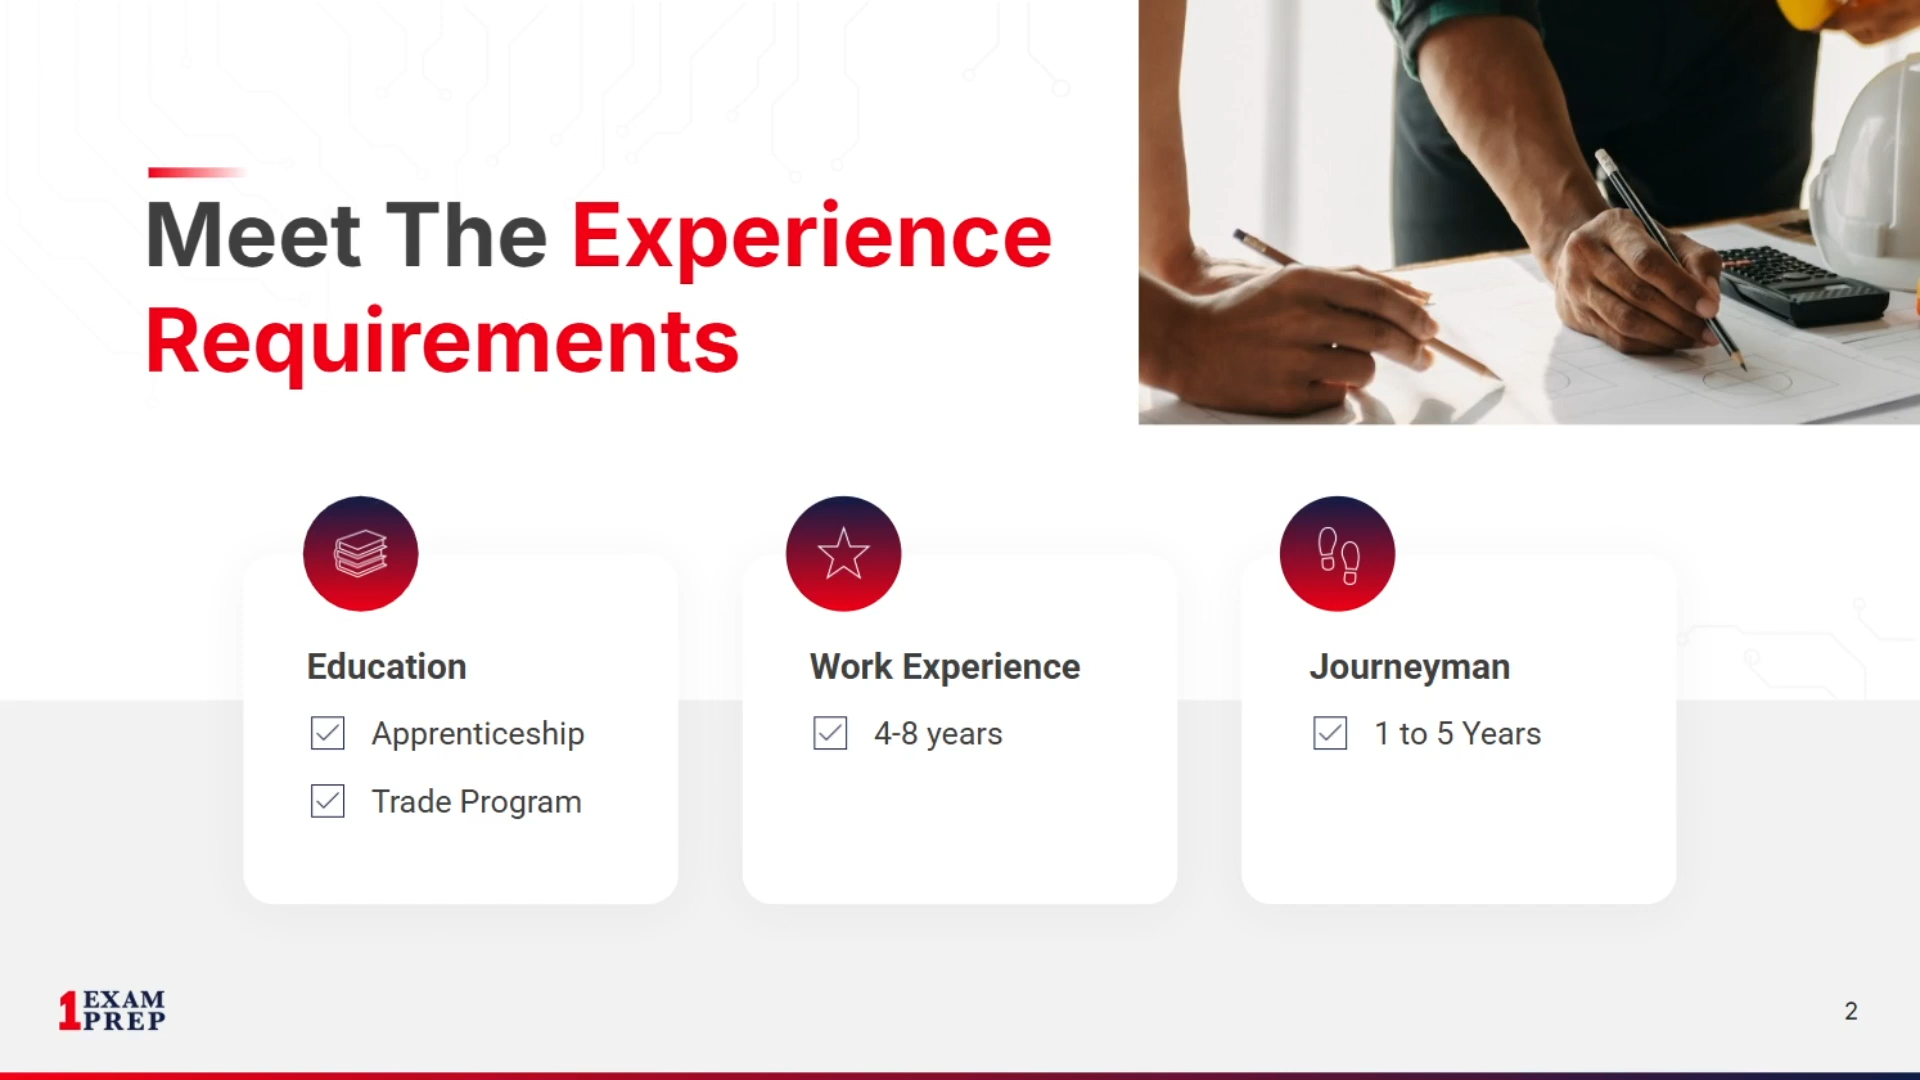 Meet The Experience
Requirements
Education
Apprenticeship
Trade Program
Work Experience
4-8 years
Journeyman
1 to 5 Years
1 EXAM
PREP
2